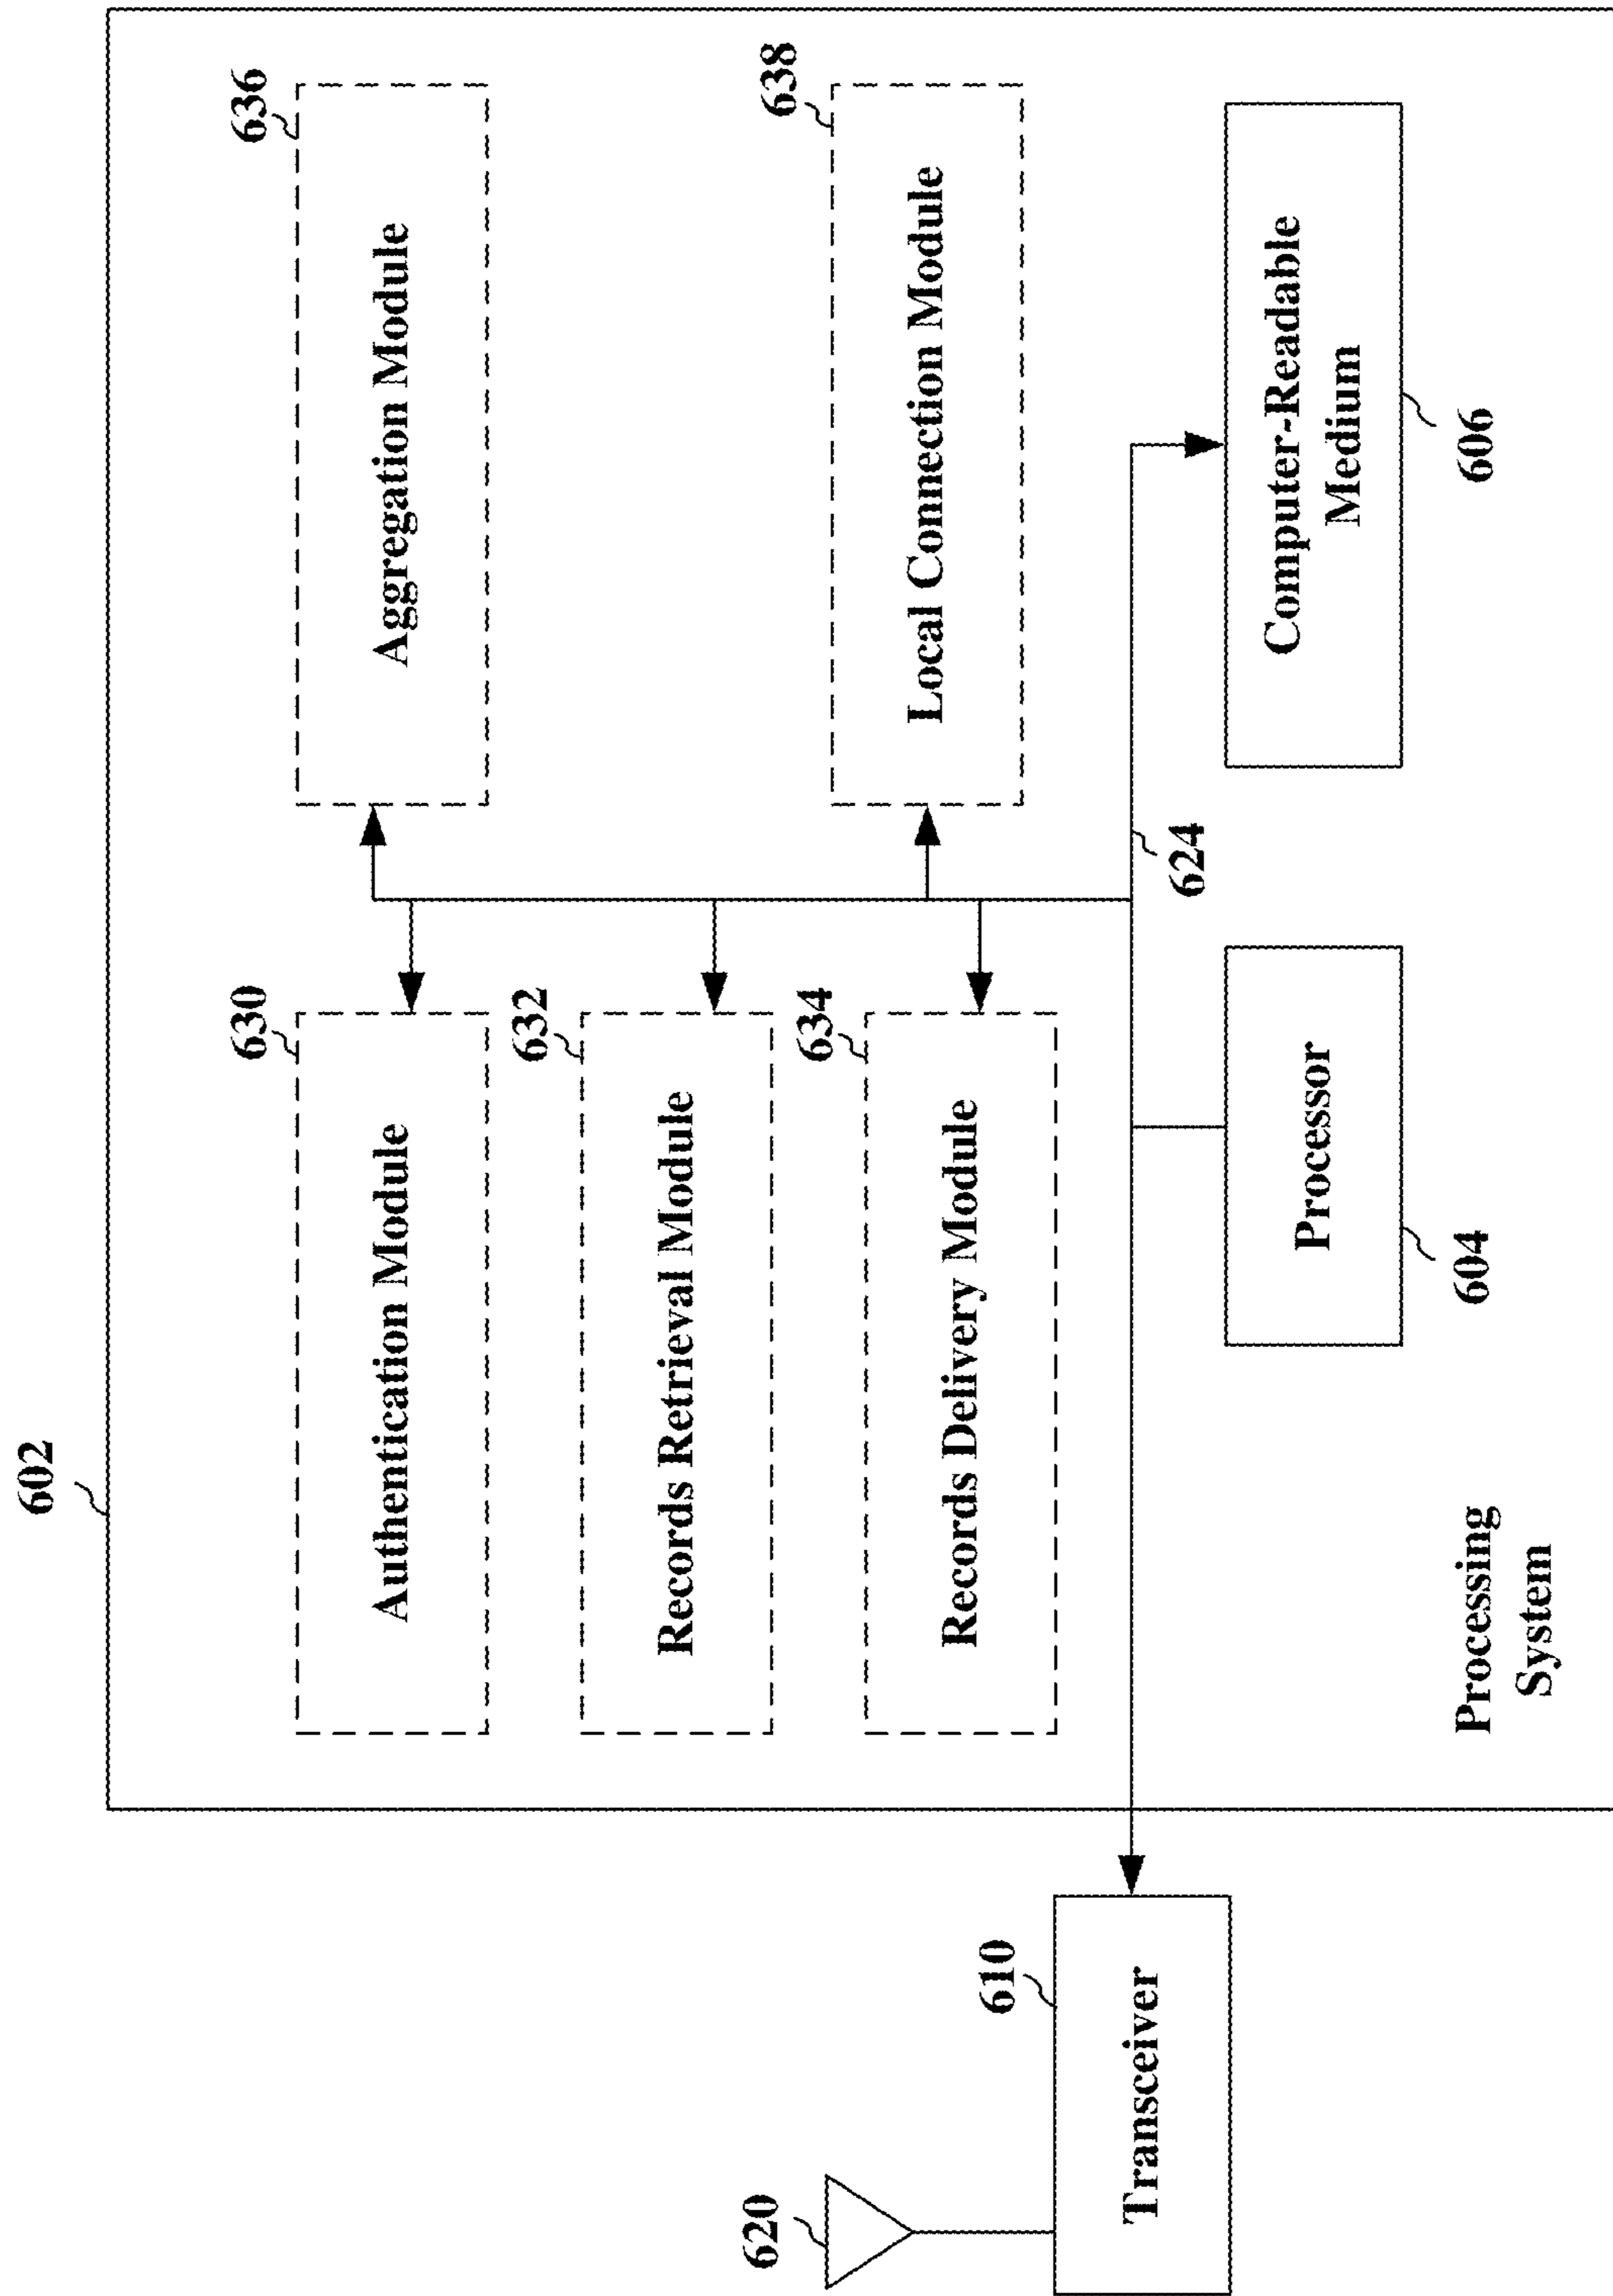 602
630
Authentication Module
636
Aggregation Module
632
Records Retrieval Module
634
Records Delivery Module
638
Local Connection Module
620
610
Transceiver
624
Processor
604
Computer-Readable
Medium
606
Processing
System